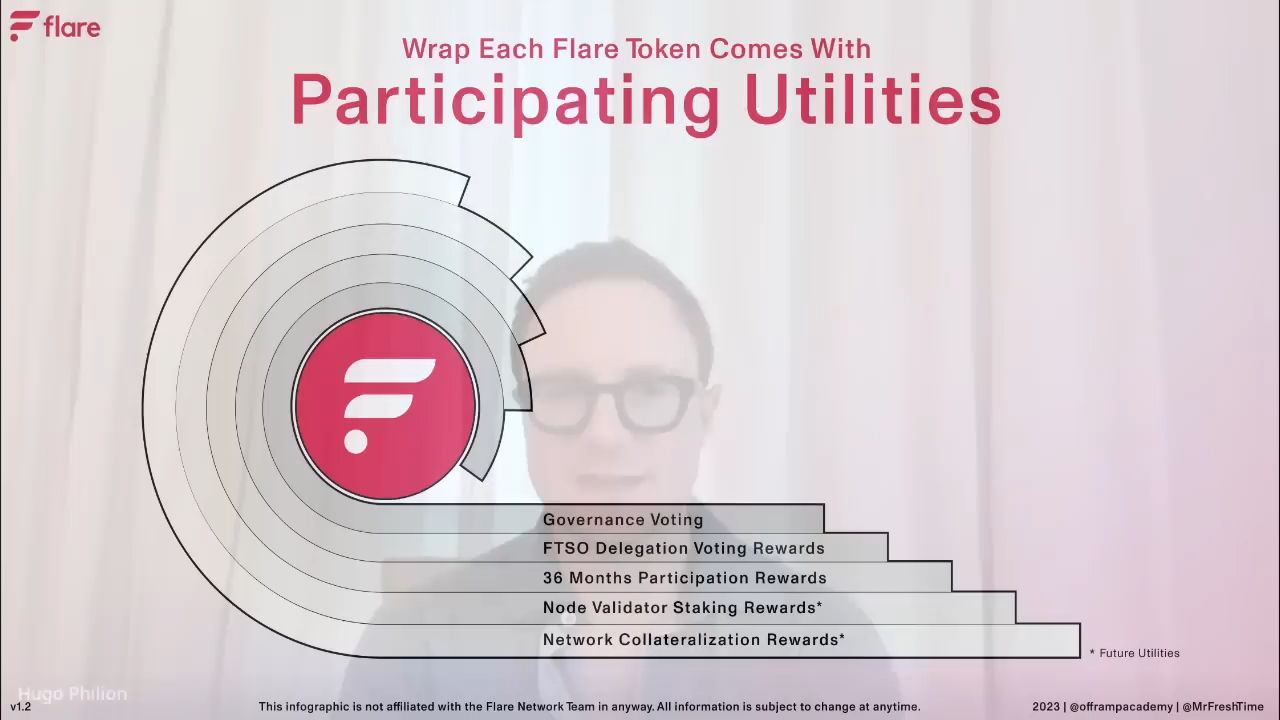 flare
Wrap Each Flare Token Comes With
Participating Utilities
Governance Voting
FTSO Delegation Voting Rewards
36 Months Participation Rewards
Node Validator Staking Rewards*
Network Collateralization Rewards*
* Future Utilities
Hugo Philion
v1.2
This infographic is not affiliated with the Flare Network Team in anyway. All information is subject to change at anytime.
2023 | @offrampacademy | @MrFreshTime